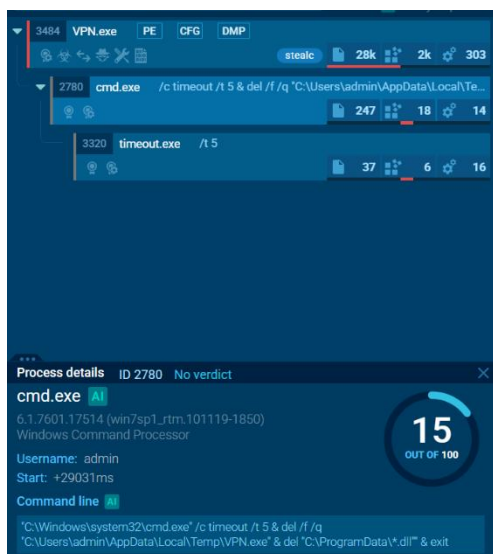 3484 VPN.exe PE CFG DMP
stealc 28k 2k 303
2780 cmd.exe /c timeout /t 5 & del /f /q "C:\Users\admin\AppData\Local\Te...
247 18 14
3320 timeout.exe /t 5
37 6 16
Process details ID 2780 No verdict
cmd.exe AI
6.1.7601.17514 (win7sp1_rtm.101119-1850)
Windows Command Processor
15
OUT OF 100
Username: admin
Start: +29031ms
Command line AI
"C:\Windows\system32\cmd.exe" /c timeout /t 5 & del /f /q
"C:\Users\admin\AppData\Local\Temp\VPN.exe" & del "C:\ProgramData\*.dll"" & exit